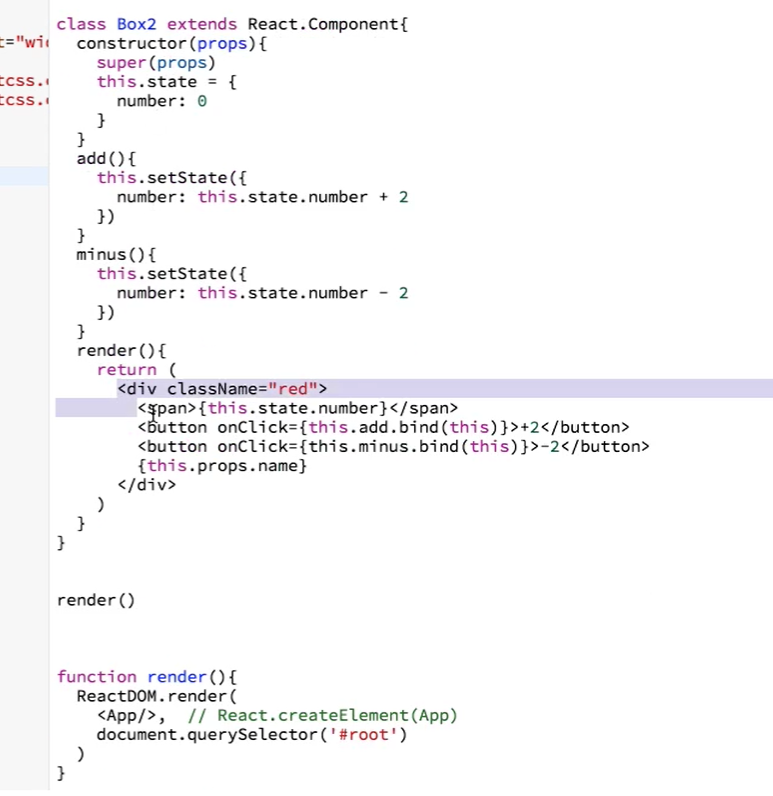 class Box2 extends React.Component{
constructor(props){
super(props)
t="wi
this.state = {
tcss.
number: 0
tcss.
}
}
add(){
this.setState({
number: this.state.number + 2
})
}
minus(){
this.setState({
number: this.state.number - 2
})
}
render(){
return (
<div className="red">
<span>{this.state.number}</span>
<button onClick={this.add.bind(this)}>+2</button>
<button onClick={this.minus.bind(this)}>-2</button>
{this.props.name}
</div>
)
}
}
render()
function render(){
ReactDOM.render(
<App/>,  // React.createElement(App)
document.querySelector('#root')
)
}